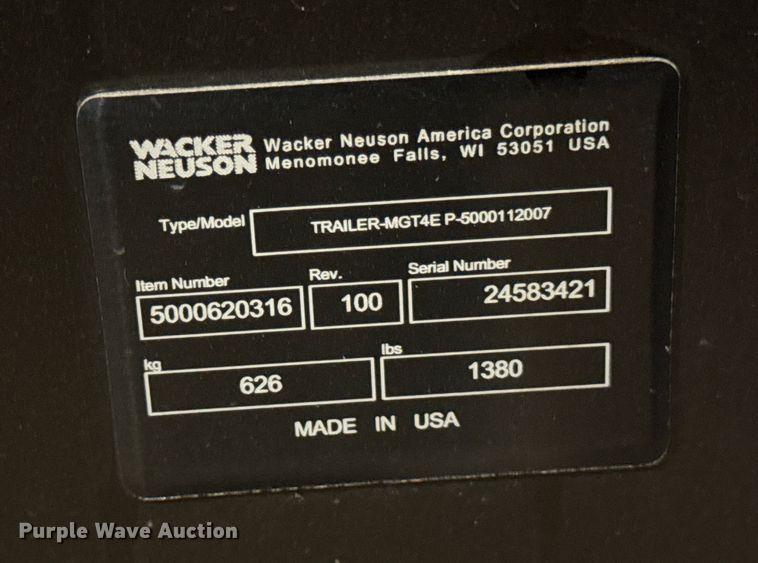 WACKER NEUSON
Wacker Neuson America Corporation
Menomonee Falls, WI 53051 USA
Type/Model TRAILER-MGT4E P-5000112007
Item Number Rev. Serial Number
5000620316 100 24583421
kg lbs
626 1380
MADE IN USA
Purple Wave Auction